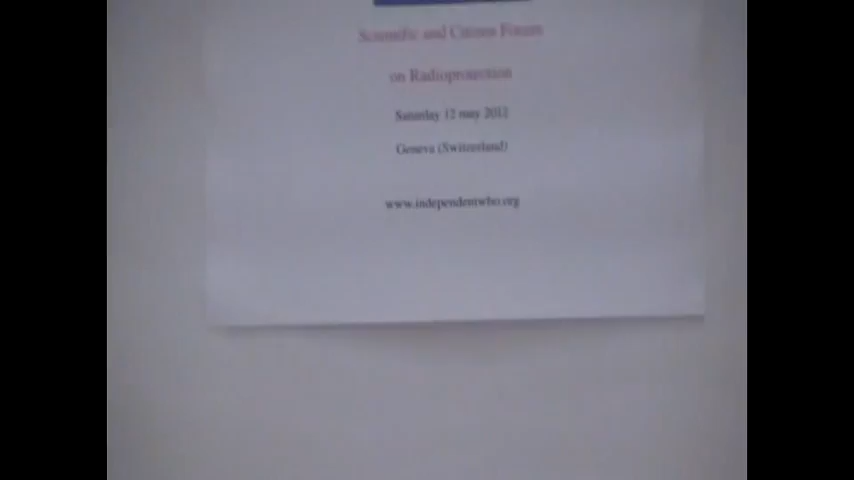 Scientific and Citizen Forum
on Radioprotection
Saturday 12 may 2012
Geneva (Switzerland)
www.independentwho.org